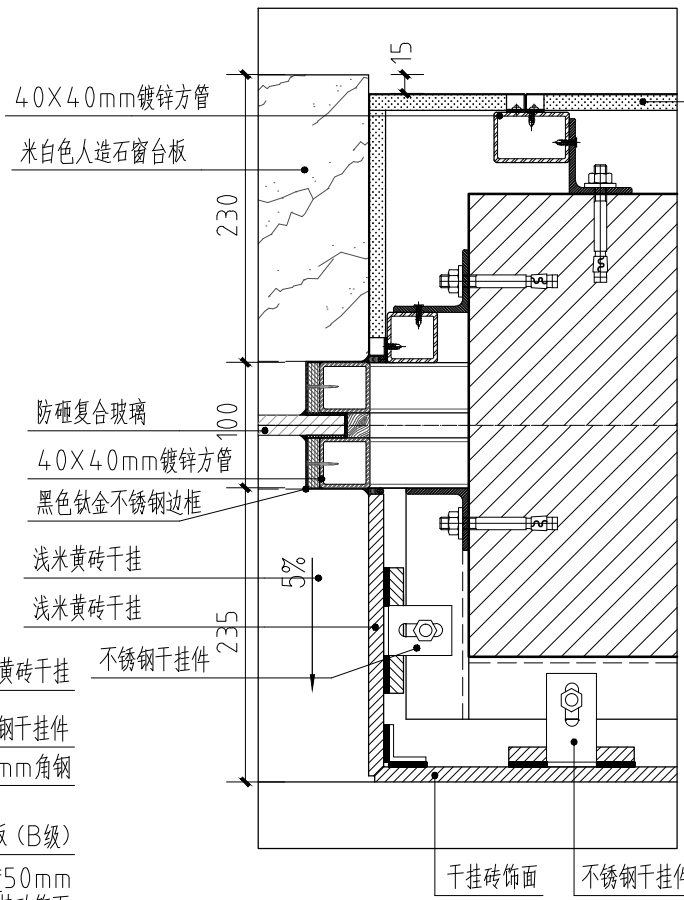 15
40X40mm镀锌方管
米白色人造石窗台板
230
防砸复合玻璃
100
40X40mm镀锌方管
黑色钛金不锈钢边框
浅米黄砖干挂
5%
浅米黄砖干挂
235
不锈钢干挂件
黄砖干挂
钢干挂件
mm角钢
板（B级）
50mm
干挂砖饰面
不锈钢干挂件